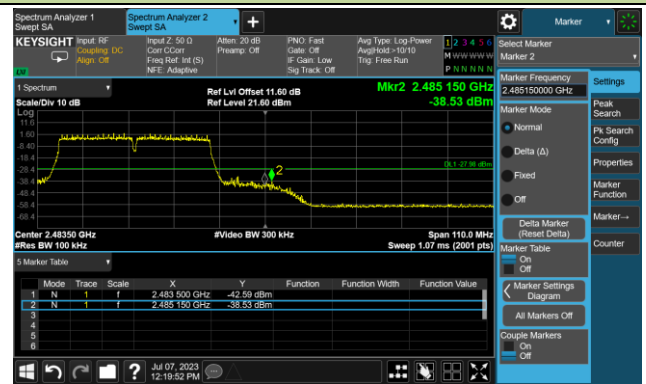 Spectrum Analyzer 1
Swept SA
Spectrum Analyzer 2
Swept SA
+
Marker
KEYSIGHT
Input: RF
Coupling: DC
Align: Off
Input Z: 50 Ω
Corr CCorr
Freq Ref: Int (S)
NFE: Adaptive
Atten: 20 dB
Preamp: Off
PNO: Fast
Gate: Off
IF Gain: Low
Sig Track: Off
Avg Type: Log-Power
Avg|Hold:>10/10
Trig: Free Run
1 2 3 4 5 6
M W W W W W
P N N N N N
Select Marker
Marker 2
LXI
1 Spectrum
Scale/Div 10 dB
Log
Ref Lvl Offset 11.60 dB
Ref Level 21.60 dBm
Mkr2 2.485 150 GHz
-38.53 dBm
11.6
1.60
-8.40
-18.4
-28.4
-38.4
-48.4
-58.4
-68.4
DL1 -27.98 dBm
2
Center 2.48350 GHz
#Res BW 100 kHz
#Video BW 300 kHz
Span 110.0 MHz
Sweep 1.07 ms (2001 pts)
5 Marker Table
Mode Trace Scale X Y Function Function Width Function Value
1 N 1 f 2.483 500 GHz -42.59 dBm
2 N 1 f 2.485 150 GHz -38.53 dBm
3
4
5
6
Marker Frequency
2.485150000 GHz
Marker Mode
Normal
Delta (Δ)
Fixed
Off
Delta Marker
(Reset Delta)
Marker Table
On
Off
Marker Settings
Diagram
All Markers Off
Couple Markers
On
Off
Settings
Peak
Search
Pk Search
Config
Properties
Marker
Function
Marker→
Counter
?
Jul 07, 2023
12:19:52 PM